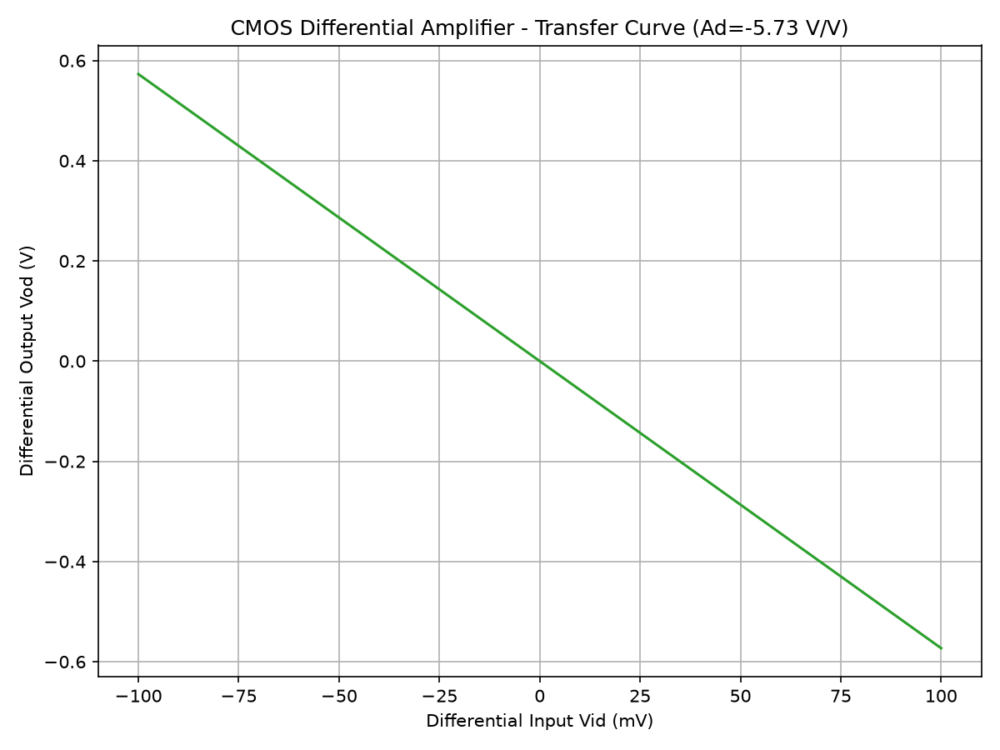 CMOS Differential Amplifier - Transfer Curve (Ad=-5.73 V/V)
Differential Output Vod (V)
0.6
0.4
0.2
0.0
−0.2
−0.4
−0.6
−100 −75 −50 −25 0 25 50 75 100
Differential Input Vid (mV)